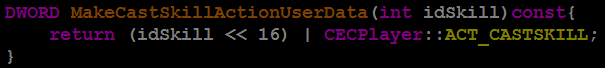 DWORD MakeCastSkillActionUserData(int idSkill)const{
    return (idSkill << 16) | CECPlayer::ACT_CASTSKILL;
}